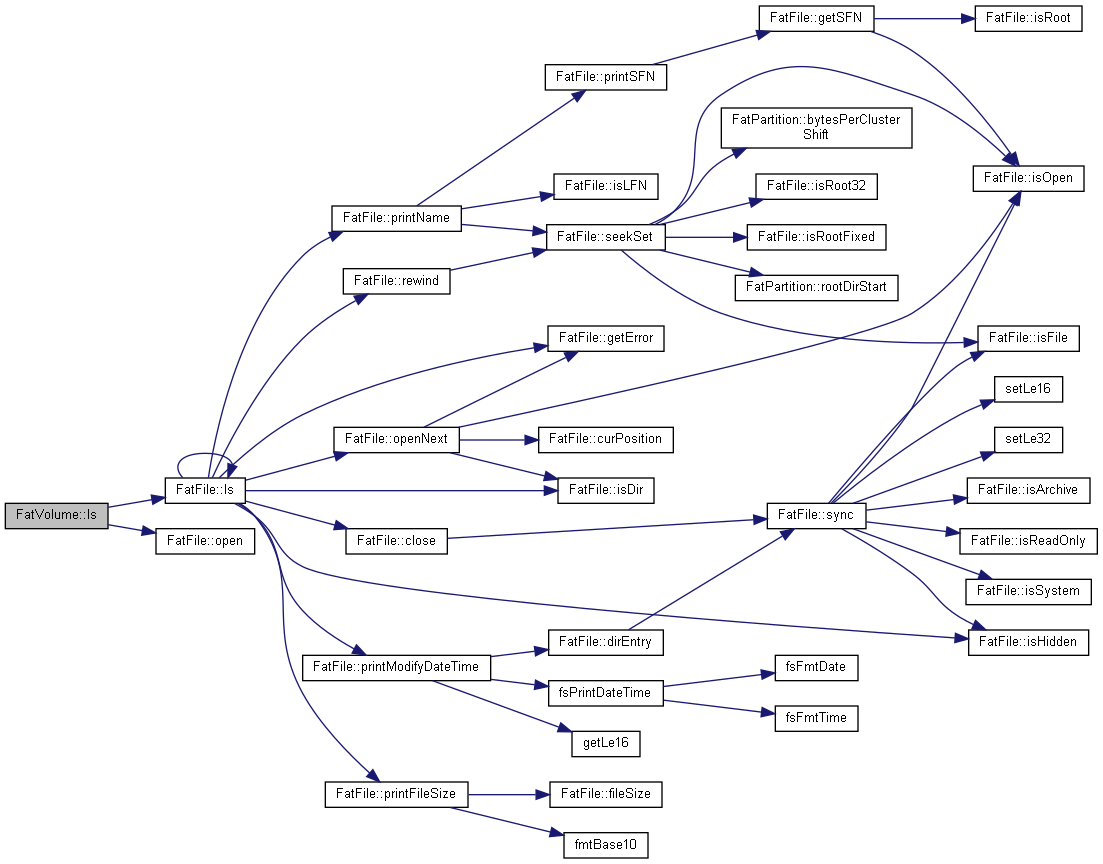 FatFile::getSFN
FatFile::isRoot
FatFile::printSFN
FatPartition::bytesPerCluster
Shift
FatFile::isLFN
FatFile::isRoot32
FatFile::isOpen
FatFile::printName
FatFile::seekSet
FatFile::isRootFixed
FatFile::rewind
FatPartition::rootDirStart
FatFile::getError
FatFile::isFile
setLe16
FatFile::openNext
FatFile::curPosition
setLe32
FatFile::ls
FatFile::isDir
FatFile::isArchive
FatVolume::ls
FatFile::sync
FatFile::open
FatFile::close
FatFile::isReadOnly
FatFile::isSystem
FatFile::dirEntry
FatFile::isHidden
FatFile::printModifyDateTime
fsFmtDate
fsPrintDateTime
fsFmtTime
getLe16
FatFile::printFileSize
FatFile::fileSize
fmtBase10